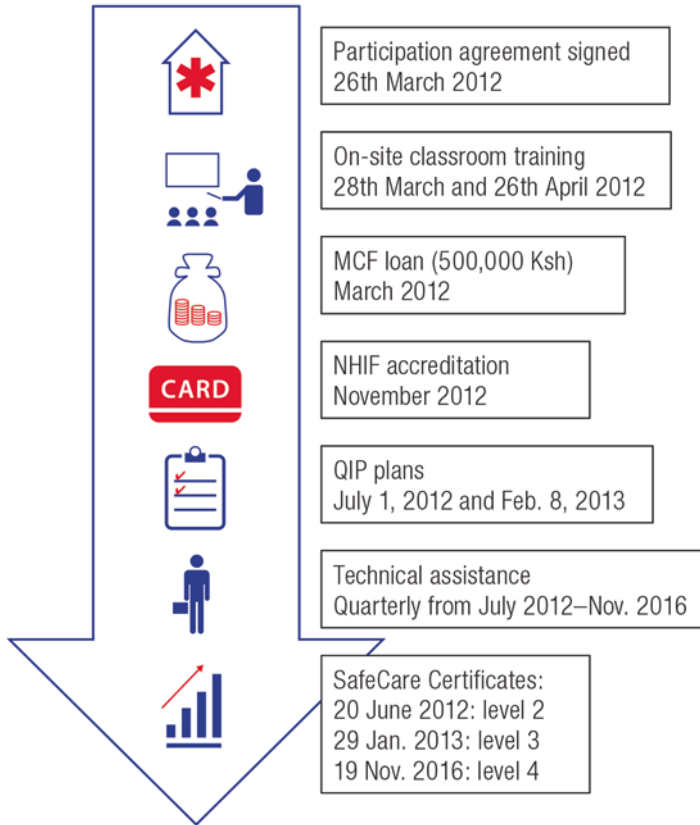 Participation agreement signed
26th March 2012
On-site classroom training
28th March and 26th April 2012
MCF loan (500,000 Ksh)
March 2012
CARD
NHIF accreditation
November 2012
QIP plans
July 1, 2012 and Feb. 8, 2013
Technical assistance
Quarterly from July 2012–Nov. 2016
SafeCare Certificates:
20 June 2012: level 2
29 Jan. 2013: level 3
19 Nov. 2016: level 4